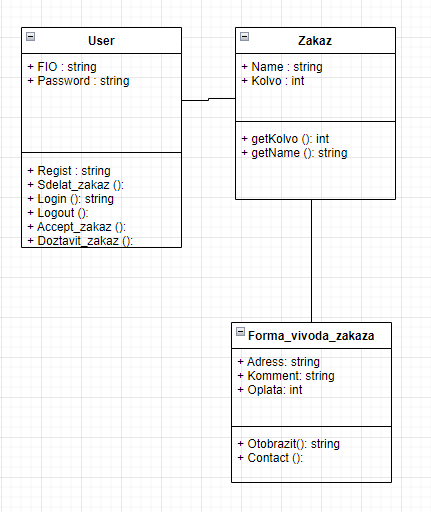 User
+ FIO : string
+ Password : string
+ Regist : string
+ Sdelat_zakaz ():
+ Login (): string
+ Logout ():
+ Accept_zakaz ():
+ Doztavit_zakaz ():
Zakaz
+ Name : string
+ Kolvo : int
+ getKolvo (): int
+ getName (): string
Forma_vivoda_zakaza
+ Adress: string
+ Komment: string
+ Oplata: int
+ Otobrazit(): string
+ Contact ():